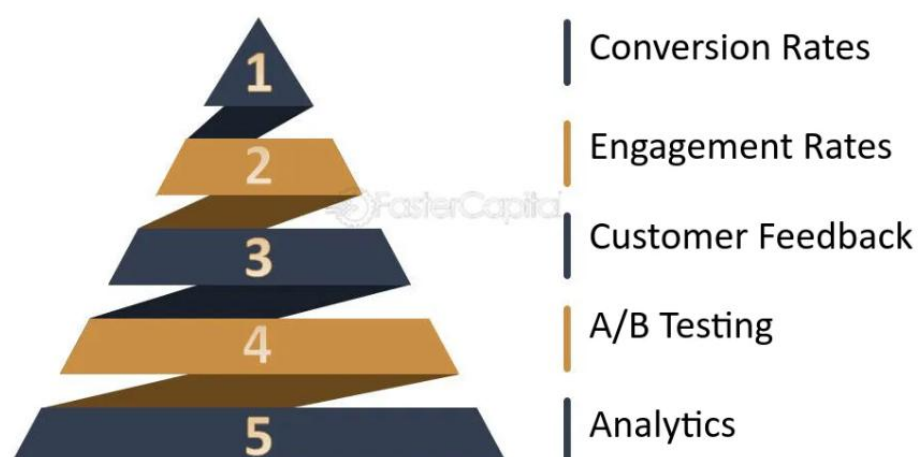 1
Conversion Rates
2
Engagement Rates
FasterCapital
3
Customer Feedback
4
A/B Testing
5
Analytics